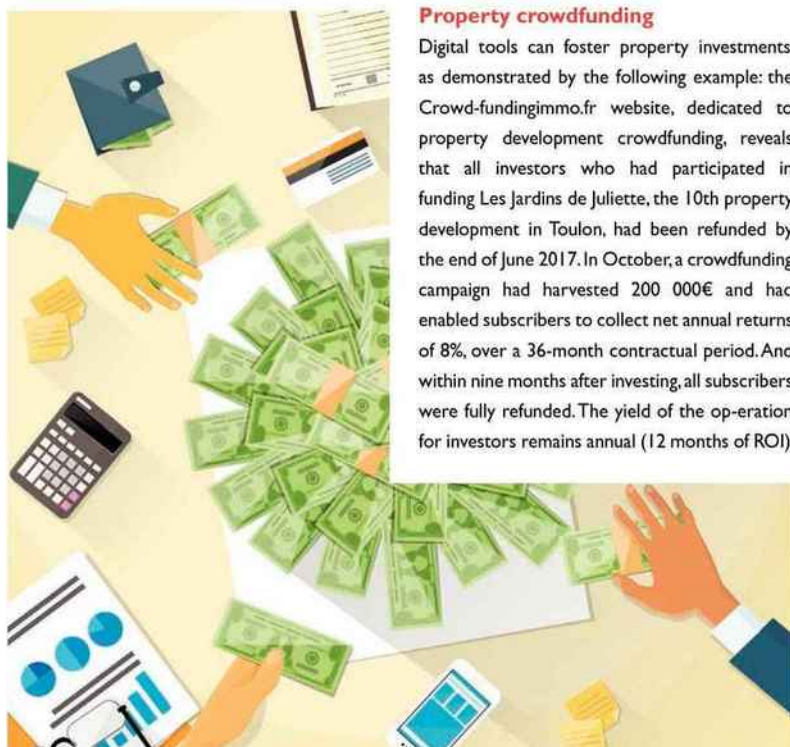 Property crowdfunding
Digital tools can foster property investments
as demonstrated by the following example: the
Crowd-fundingimmo.fr website, dedicated to
property development crowdfunding, reveals
that all investors who had participated in
funding Les Jardins de Juliette, the 10th property
development in Toulon, had been refunded by
the end of June 2017. In October, a crowdfunding
campaign had harvested 200 000€ and had
enabled subscribers to collect net annual returns
of 8%, over a 36-month contractual period. And
within nine months after investing, all subscribers
were fully refunded. The yield of the op-eration
for investors remains annual (12 months of ROI)